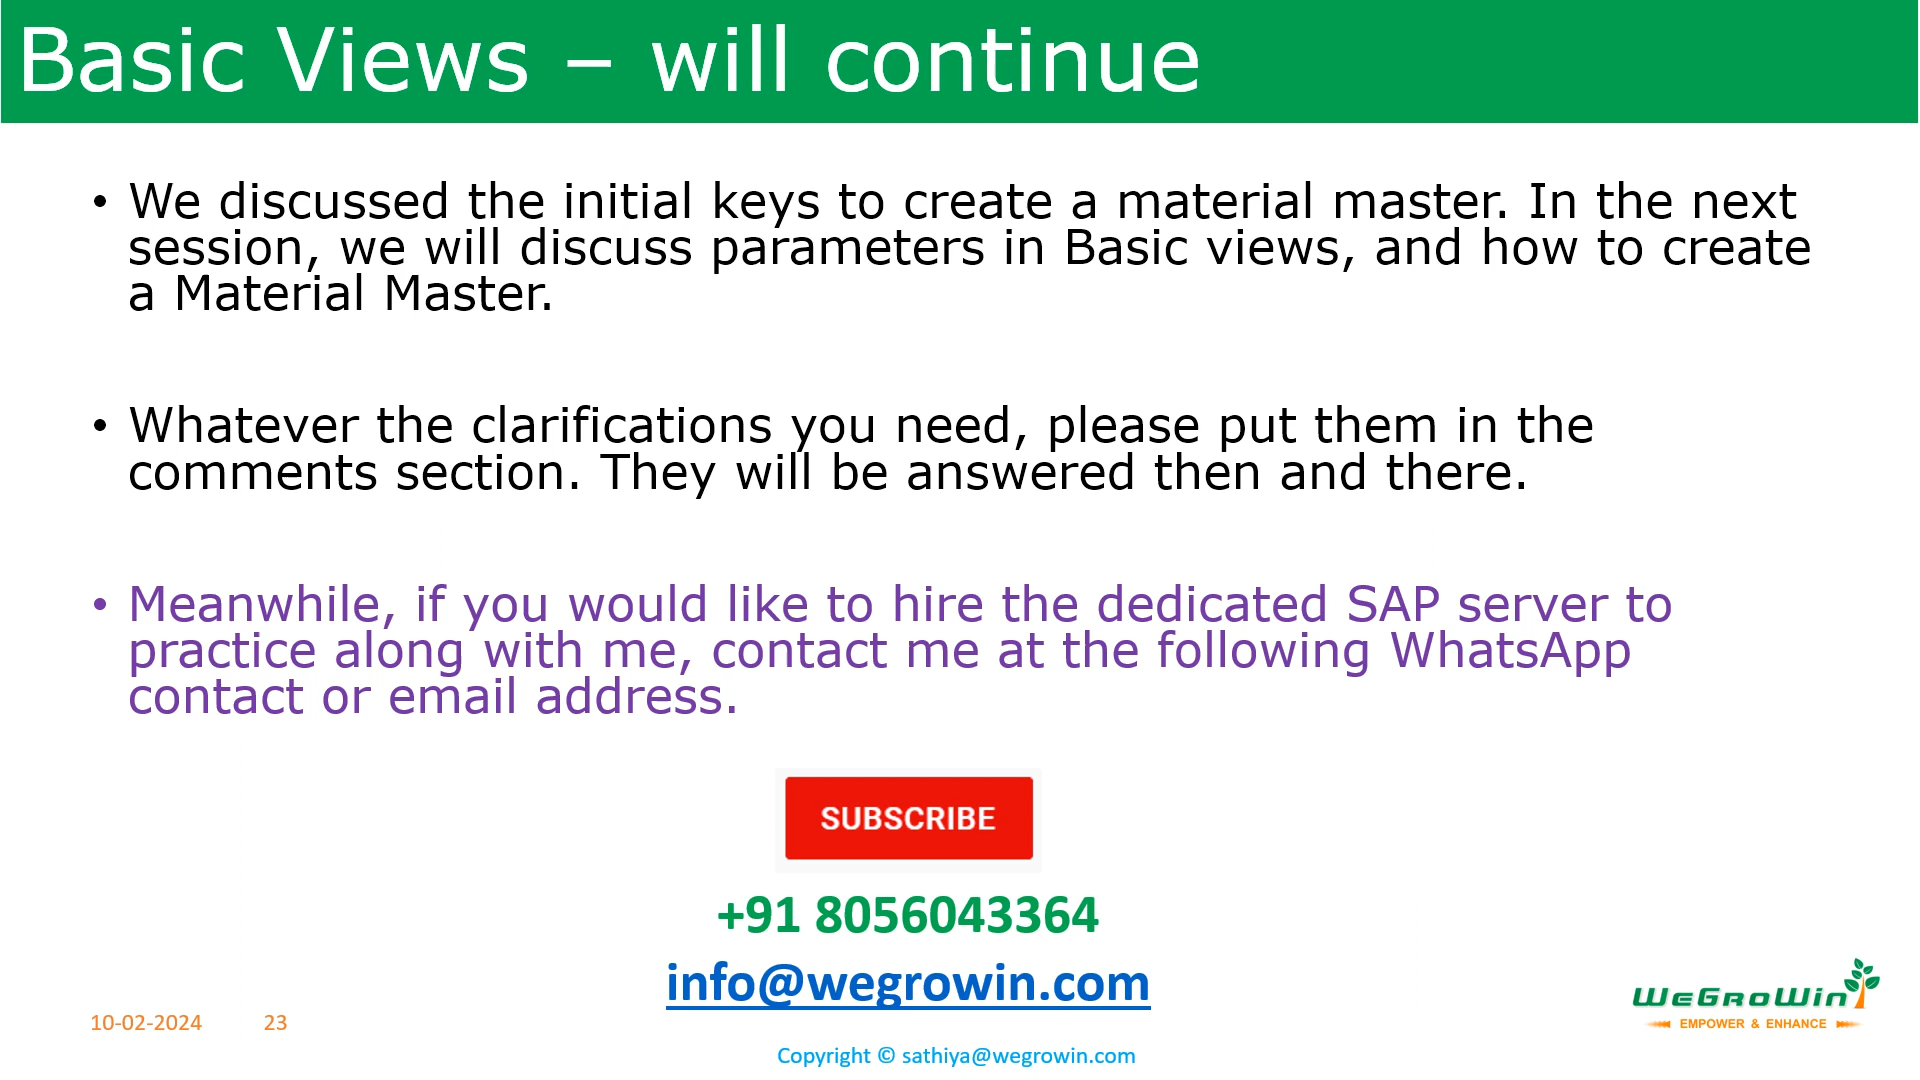 Basic Views – will continue
• We discussed the initial keys to create a material master. In the next
session, we will discuss parameters in Basic views, and how to create
a Material Master.
• Whatever the clarifications you need, please put them in the
comments section. They will be answered then and there.
• Meanwhile, if you would like to hire the dedicated SAP server to
practice along with me, contact me at the following WhatsApp
contact or email address.
SUBSCRIBE
+91 8056043364
info@wegrowin.com
10-02-2024 23
Copyright © sathiya@wegrowin.com
WeGroWin
EMPOWER & ENHANCE